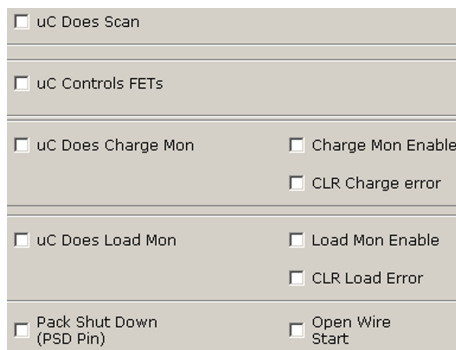 uC Does Scan
uC Controls FETs
uC Does Charge Mon
Charge Mon Enable
CLR Charge error
uC Does Load Mon
Load Mon Enable
CLR Load Error
Pack Shut Down
(PSD Pin)
Open Wire
Start